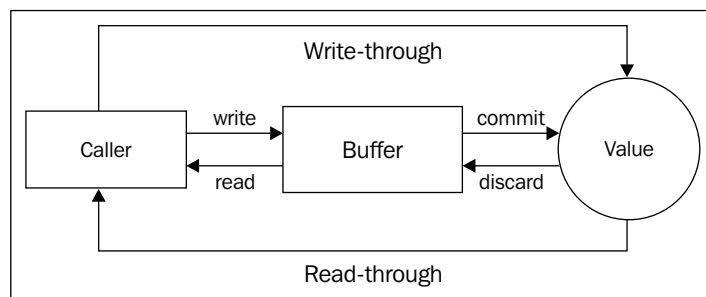 Write-through
write
commit
Caller
Buffer
Value
read
discard
Read-through